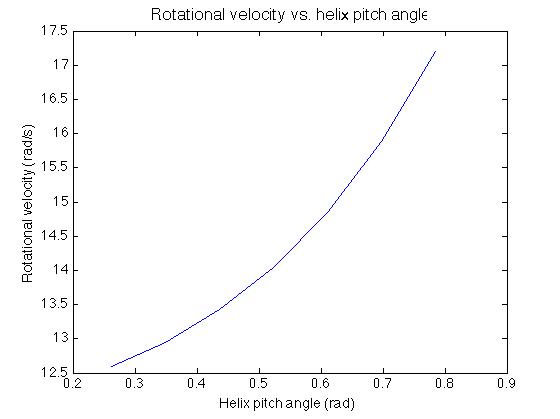 Rotational velocity vs. helix pitch angle
17.5
17
16.5
16
15.5
15
14.5
14
13.5
13
12.5
Rotational velocity (rad/s)
0.2 0.3 0.4 0.5 0.6 0.7 0.8 0.9
Helix pitch angle (rad)